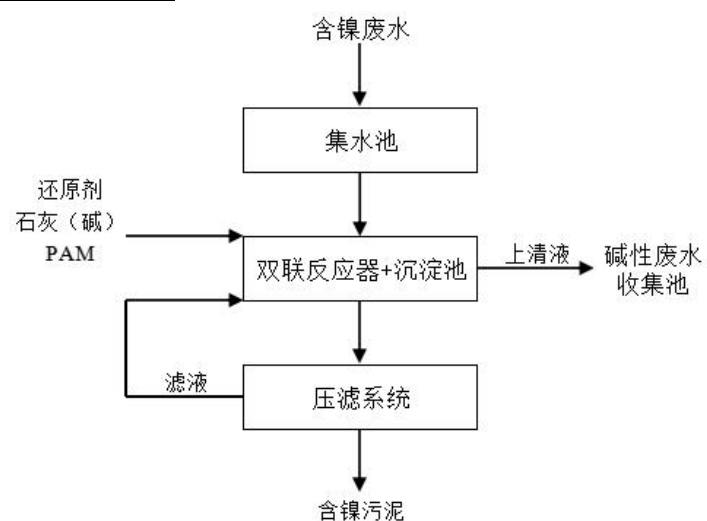 含镍废水
集水池
还原剂
石灰（碱）
PAM
双联反应器+沉淀池
上清液
碱性废水
收集池
滤液
压滤系统
含镍污泥